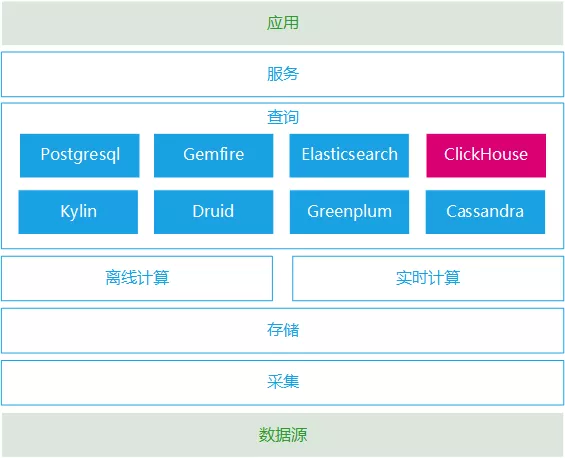 应用
服务
查询
Postgresql Gemfire Elasticsearch ClickHouse
Kylin Druid Greenplum Cassandra
离线计算 实时计算
存储
采集
数据源